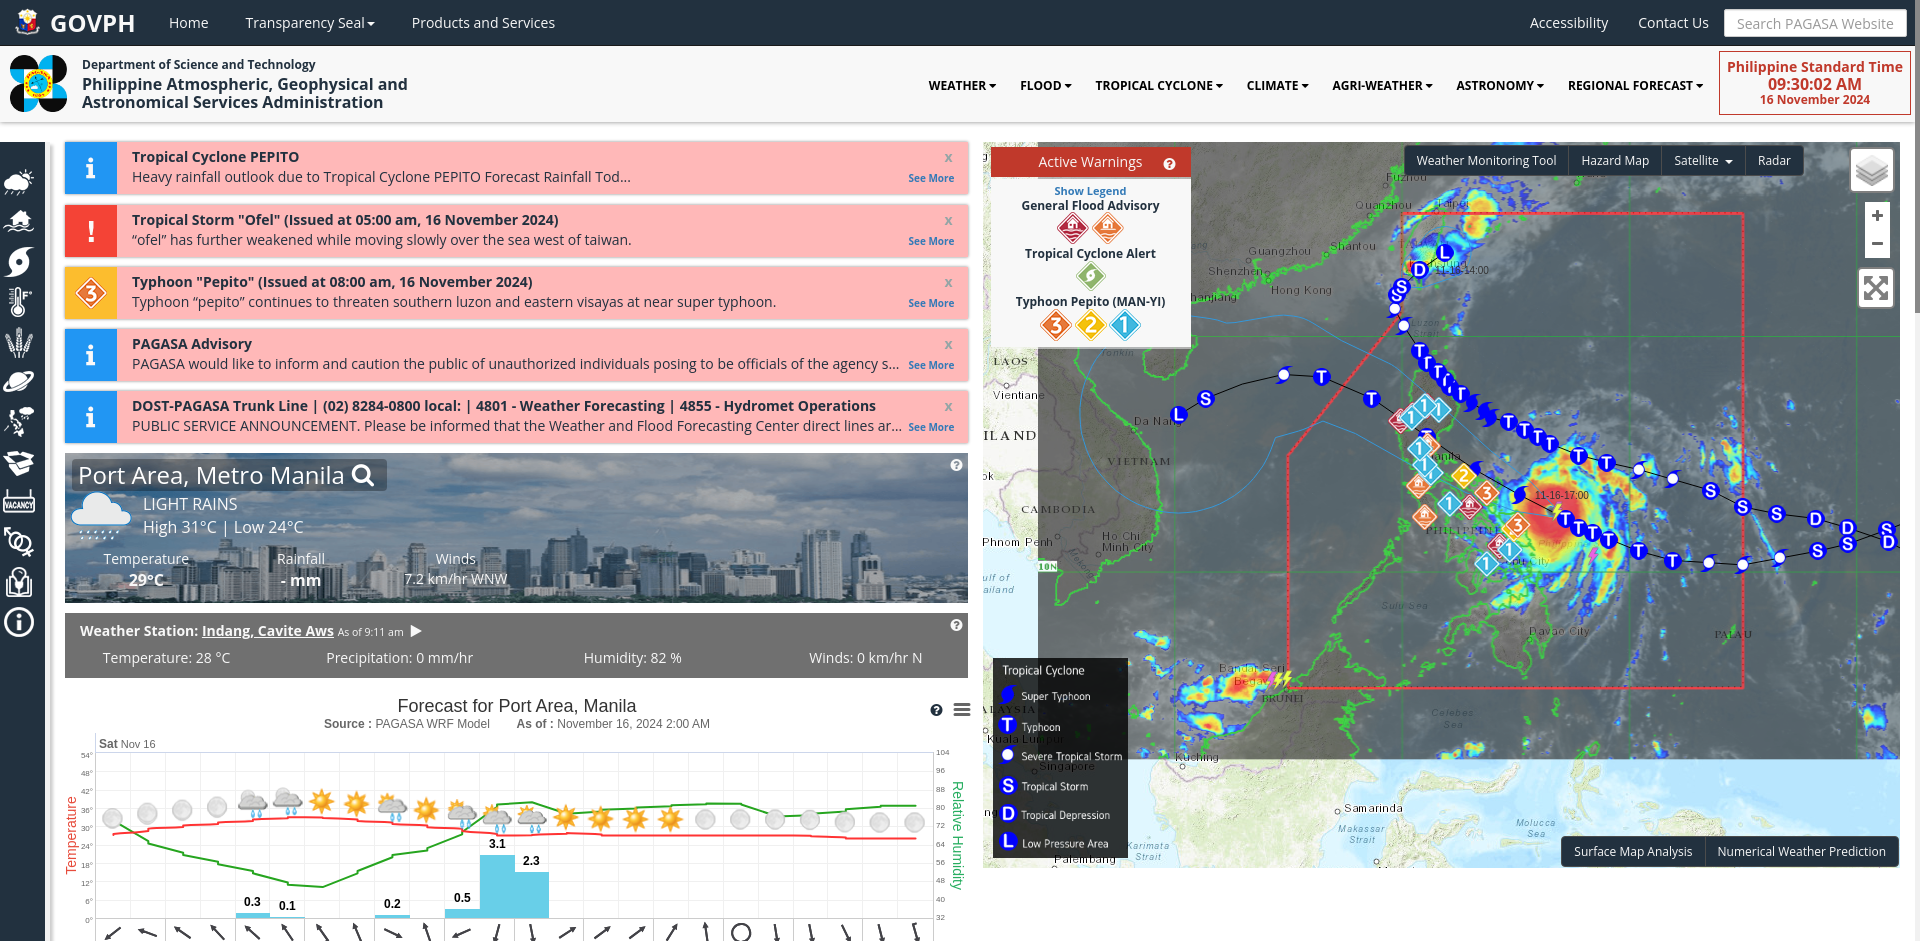 GOVPH
Home
Transparency Seal
Products and Services
Accessibility
Contact Us
Search PAGASA Website
Department of Science and Technology
Philippine Atmospheric, Geophysical and
Astronomical Services Administration
WEATHER
FLOOD
TROPICAL CYCLONE
CLIMATE
AGRI-WEATHER
ASTRONOMY
REGIONAL FORECAST
Philippine Standard Time
09:30:02 AM
16 November 2024
Tropical Cyclone PEPITO
x
Heavy rainfall outlook due to Tropical Cyclone PEPITO Forecast Rainfall Tod...
See More
Tropical Storm "Ofel" (Issued at 05:00 am, 16 November 2024)
x
“ofel” has further weakened while moving slowly over the sea west of taiwan.
See More
3
Typhoon "Pepito" (Issued at 08:00 am, 16 November 2024)
x
Typhoon “pepito” continues to threaten southern luzon and eastern visayas at near super typhoon.
See More
PAGASA Advisory
x
PAGASA would like to inform and caution the public of unauthorized individuals posing to be officials of the agency s...
See More
DOST-PAGASA Trunk Line | (02) 8284-0800 local: | 4801 - Weather Forecasting | 4855 - Hydromet Operations
x
PUBLIC SERVICE ANNOUNCEMENT. Please be informed that the Weather and Flood Forecasting Center direct lines ar...
See More
VACANCY
Port Area, Metro Manila
LIGHT RAINS
High 31°C | Low 24°C
Temperature
Rainfall
Winds
29°C
- mm
7.2 km/hr WNW
Weather Station: Indang, Cavite Aws As of 9:11 am
Temperature: 28 °C
Precipitation: 0 mm/hr
Humidity: 82 %
Winds: 0 km/hr N
Forecast for Port Area, Manila
Source : PAGASA WRF Model
As of : November 16, 2024 2:00 AM
Sat Nov 16
54°
48°
42°
36°
30°
24°
18°
12°
6°
0°
Temperature
0.3
0.1
0.2
0.5
3.1
2.3
104
96
88
80
72
64
56
48
40
32
Relative Humidity
Active Warnings
Show Legend
General Flood Advisory
Tropical Cyclone Alert
Typhoon Pepito (MAN-YI)
3
2
1
Weather Monitoring Tool
Hazard Map
Satellite
Radar
+
−
Fuzhou
Quanzhou
Taipei
Guangzhou
Shantou
Shenzhen
Hong Kong
Zhanjiang
11-16-14:00
Luzon
Strait
LAOS
Tonkin
Vientiane
Da Nang
VIETNAM
CAMBODIA
Phnom Penh
Ho Chi
Minh City
10N
Manila
11-16-17:00
PHILIPPINES
Cebu City
Sulu Sea
Davao City
PALAU
Bandar Seri
Begawan
BRUNEI
Celebes
Sea
Kuala Lumpur
Singapore
Kuching
Samarinda
Makassar
Strait
Molucca
Sea
Karimata
Strait
Palembang
Tropical Cyclone
Super Typhoon
T Typhoon
Severe Tropical Storm
S Tropical Storm
D Tropical Depression
L Low Pressure Area
Surface Map Analysis
Numerical Weather Prediction